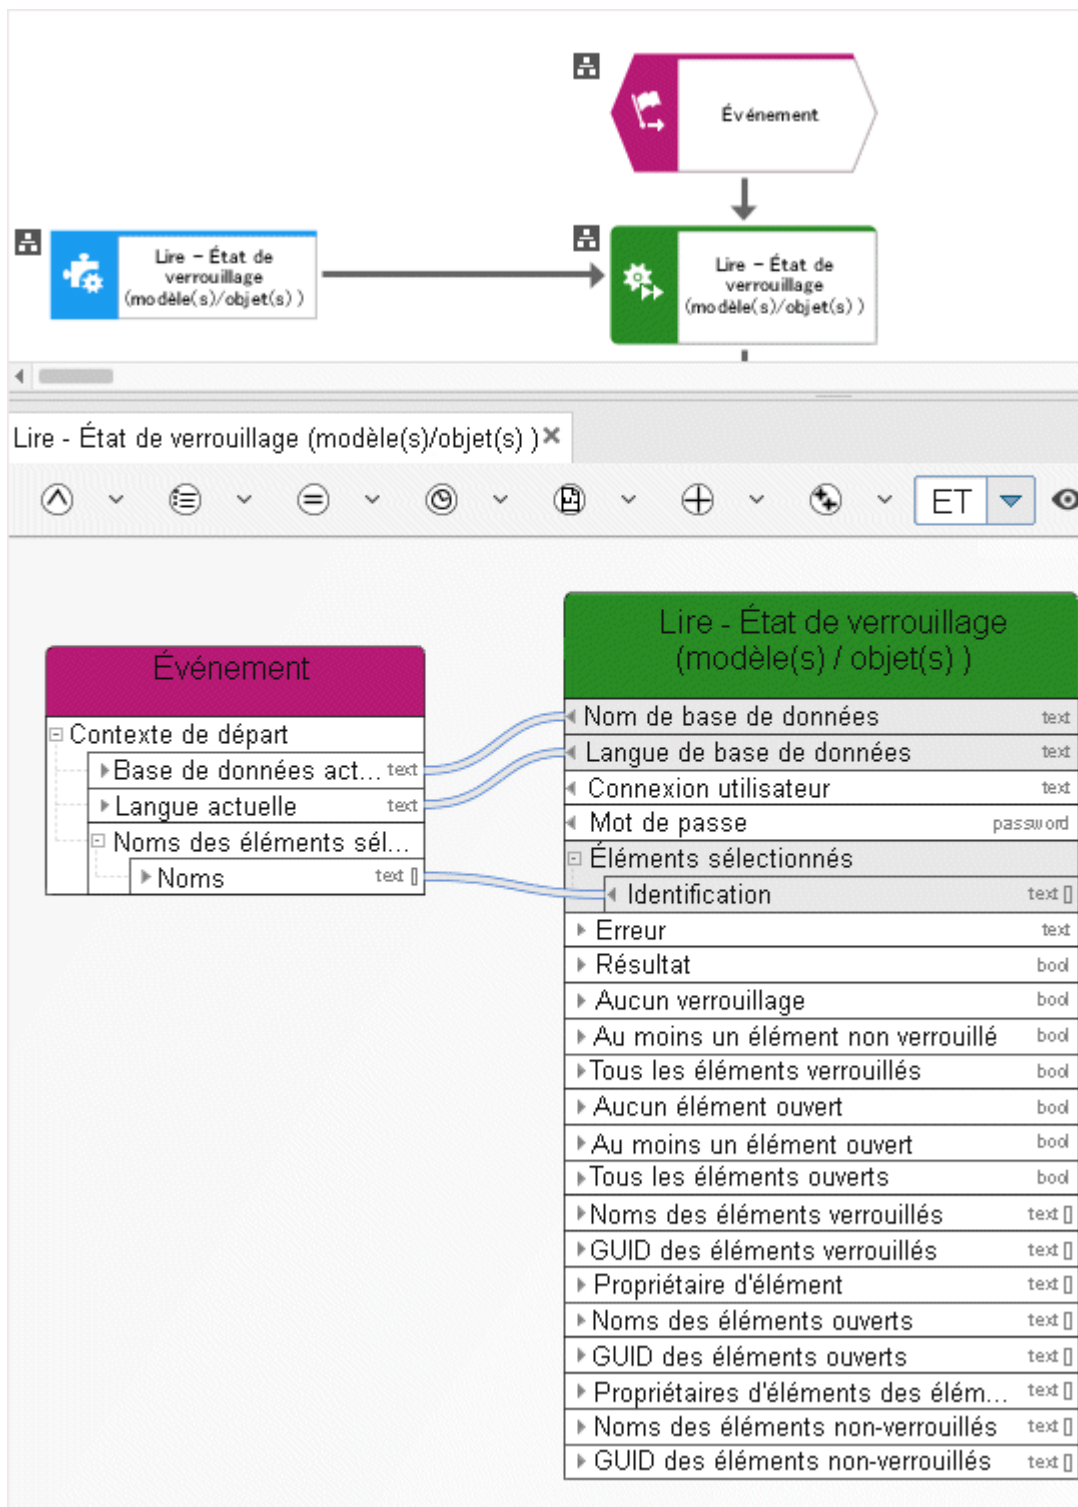 Événement
Lire - État de
verrouillage
(modèle(s)/objet(s) )
Lire - État de
verrouillage
(modèle(s)/objet(s) )
Lire - État de verrouillage (modèle(s)/objet(s) )
ET
Lire - État de verrouillage
(modèle(s) / objet(s) )
Événement
Contexte de départ
Base de données act... text
Langue actuelle text
Noms des éléments sél...
Noms text []
Nom de base de données text
Langue de base de données text
Connexion utilisateur text
Mot de passe password
Éléments sélectionnés
Identification text []
Erreur text
Résultat bool
Aucun verrouillage bool
Au moins un élémént non verrouillé bool
Tous les éléments verrouillés bool
Aucun élément ouvert bool
Au moins un élément ouvert bool
Tous les éléments ouverts bool
Noms des éléments verrouillés text []
GUID des éléments verrouillés text []
Propriétaire d'élément text []
Noms des éléments ouverts text []
GUID des éléments ouverts text []
Propriétaires d'éléments des élém... text []
Noms des éléments non-verrouillés text []
GUID des éléments non-verrouillés text []